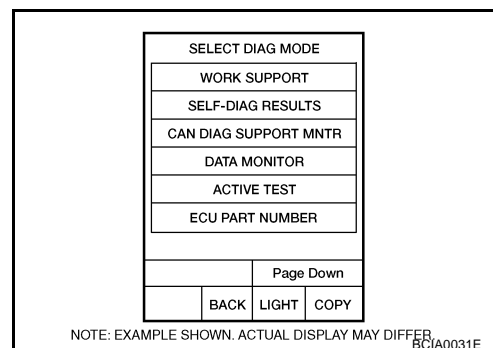 SELECT DIAG MODE
WORK SUPPORT
SELF-DIAG RESULTS
CAN DIAG SUPPORT MNTR
DATA MONITOR
ACTIVE TEST
ECU PART NUMBER
Page Down
BACK LIGHT COPY
NOTE: EXAMPLE SHOWN. ACTUAL DISPLAY MAY DIFFER
BCIA0031E